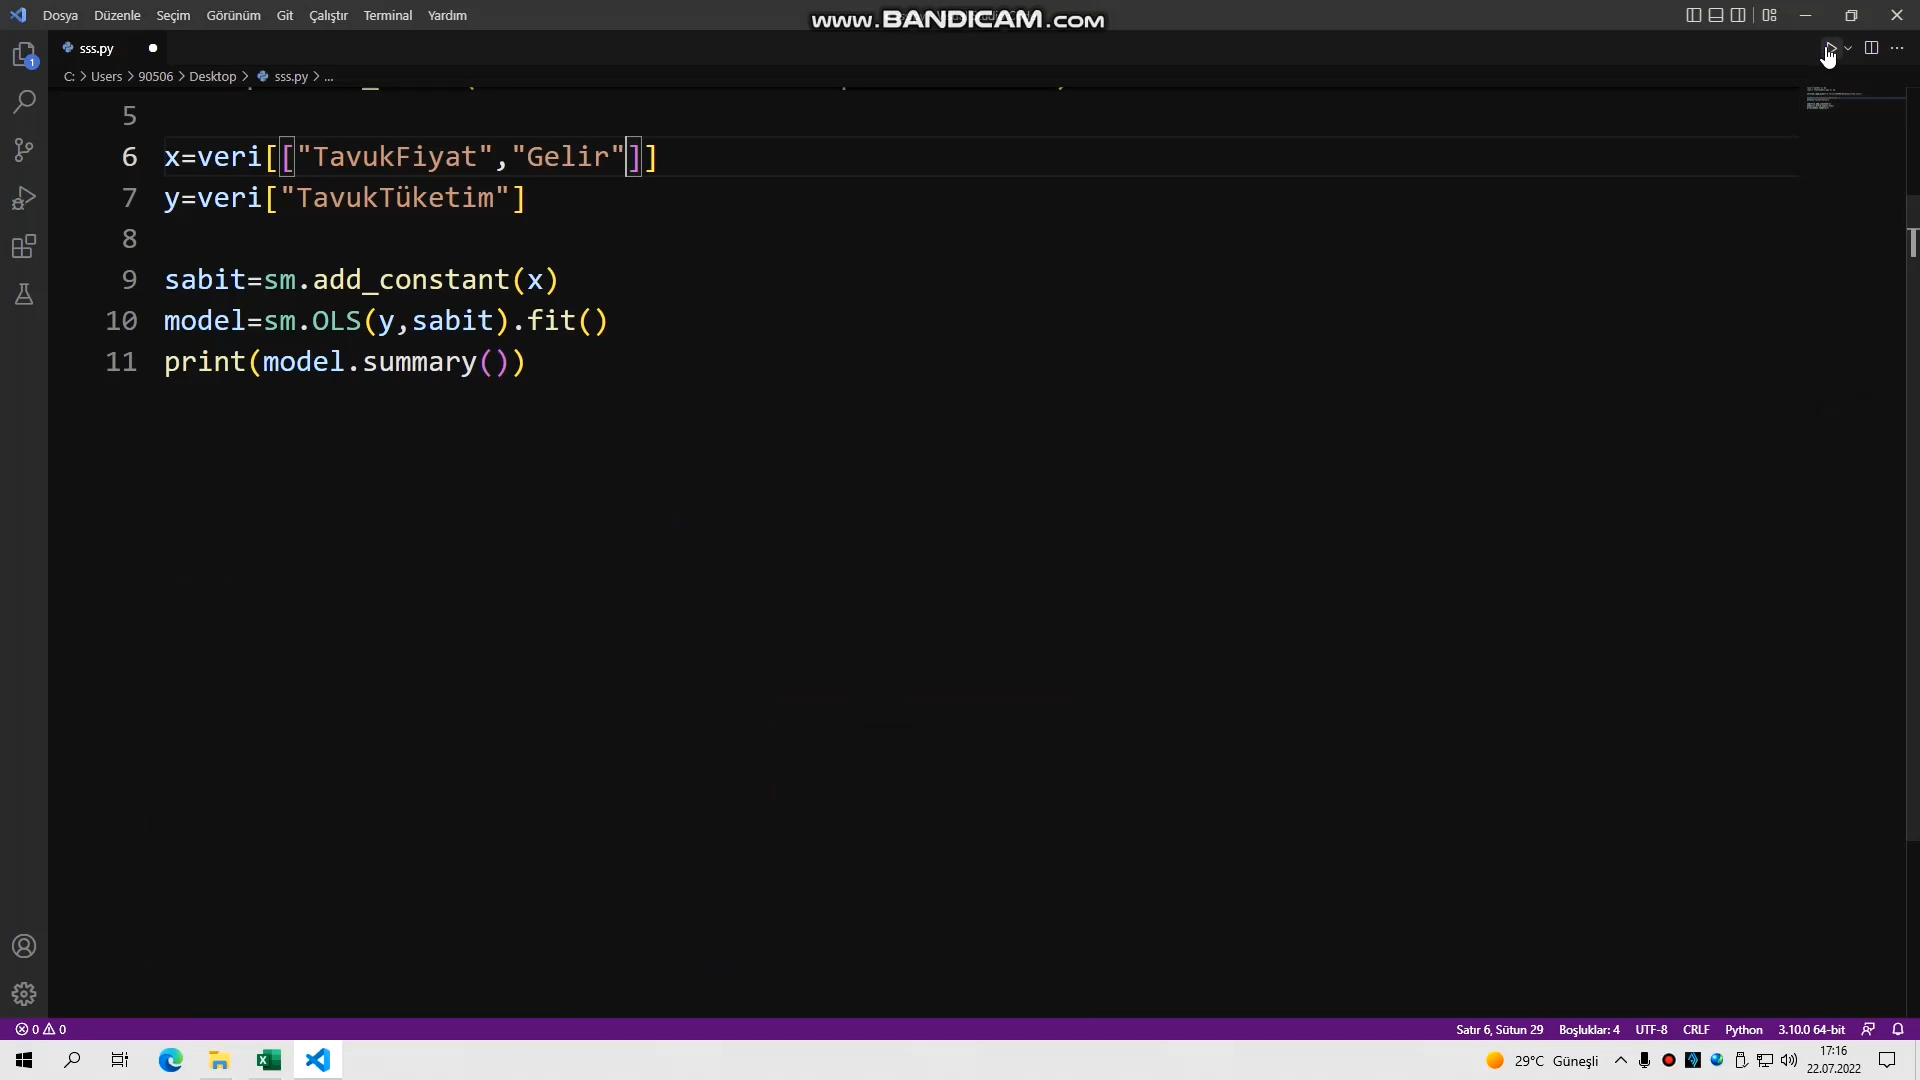 Dosya Düzenle Seçim Görünüm Git Çalıştır Terminal Yardım
www.BANDICAM.com
sss.py
C: > Users > 90506 > Desktop > sss.py > ...
5
6 x=veri[["TavukFiyat","Gelir"]]
7 y=veri["TavukTüketim"]
8
9 sabit=sm.add_constant(x)
10 model=sm.OLS(y,sabit).fit()
11 print(model.summary())
1
0 0
Satır 6, Sütun 29 Boşluklar: 4 UTF-8 CRLF Python 3.10.0 64-bit
29°C Güneşli
17:16
22.07.2022